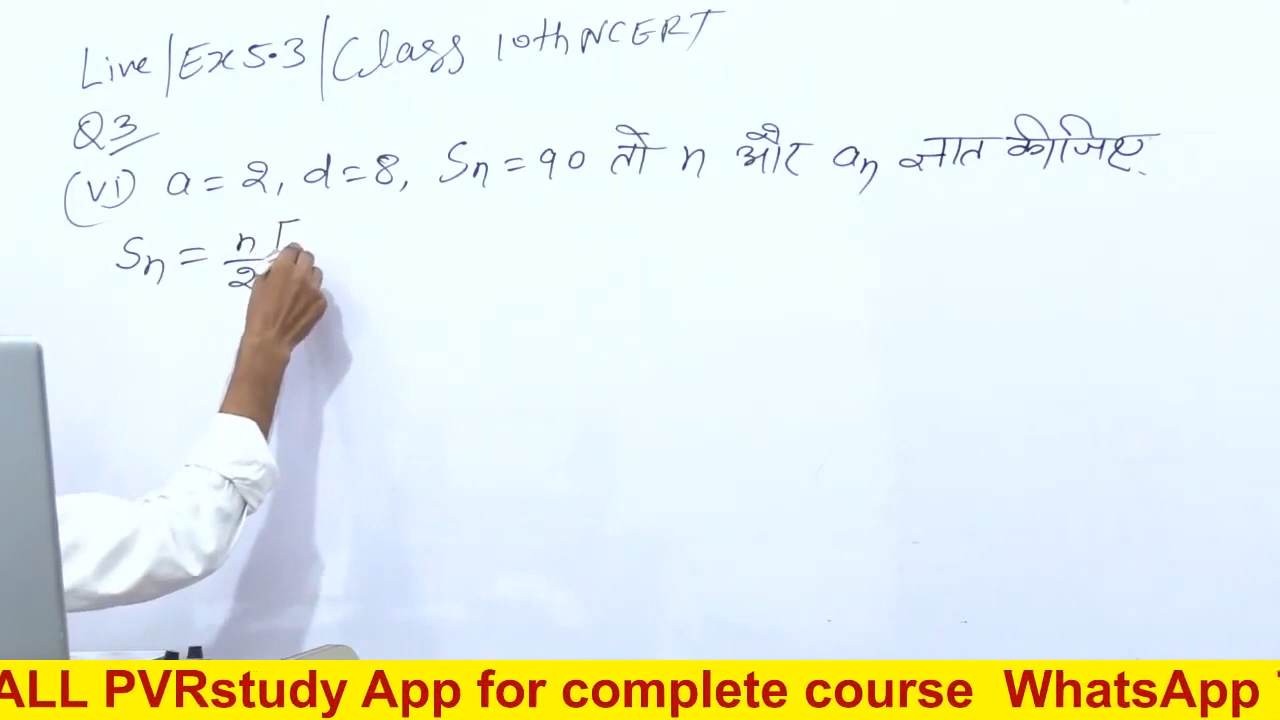 Live/Ex 5.3/Class 10th NCERT
Q3
(vi) a = 2, d = 8, Sn = 90 तो n और an ज्ञात कीजिए.
Sn = n/2 [
ALL PVRstudy App for complete course WhatsApp